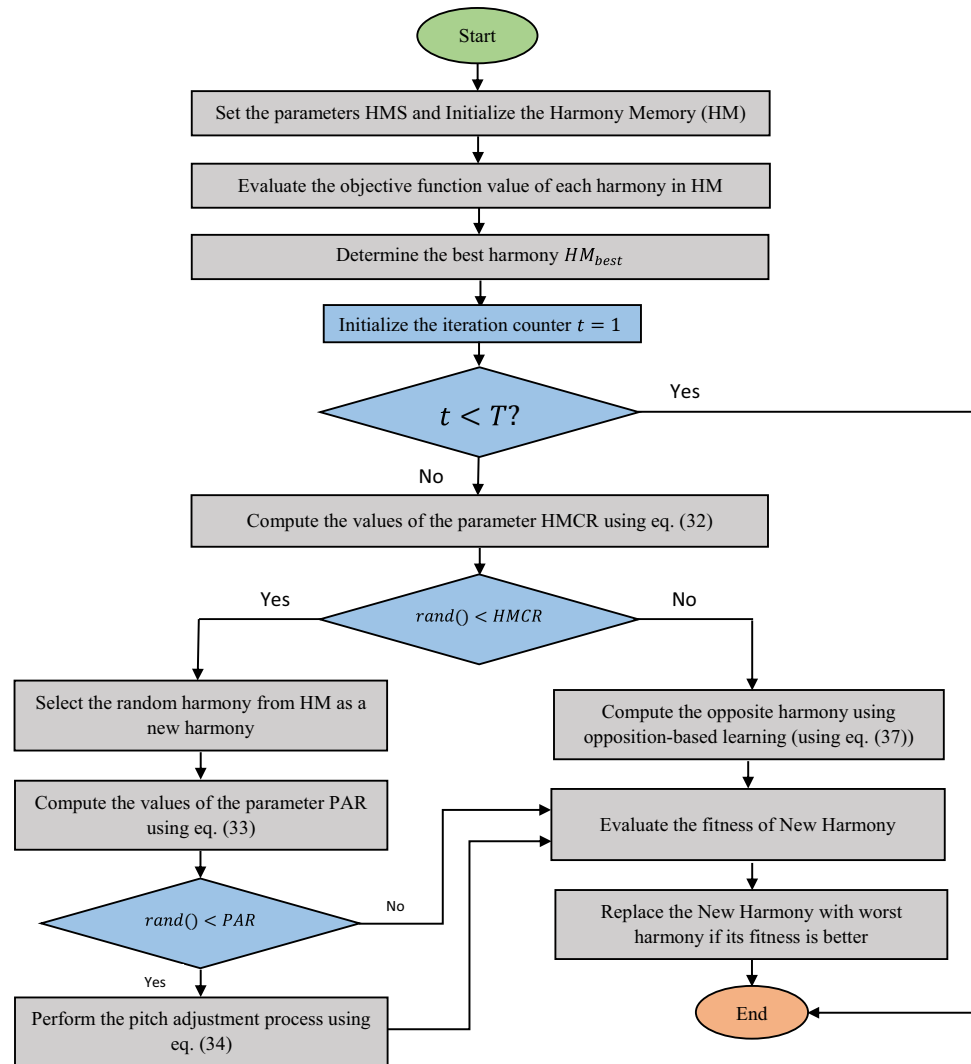 Start
Set the parameters HMS and Initialize the Harmony Memory (HM)
Evaluate the objective function value of each harmony in HM
Determine the best harmony HM_best
Initialize the iteration counter t = 1
t < T?
Yes
No
Compute the values of the parameter HMCR using eq. (32)
Yes
rand() < HMCR
No
Select the random harmony from HM as a
new harmony
Compute the opposite harmony using
opposition-based learning (using eq. (37))
Compute the values of the parameter PAR
using eq. (33)
Evaluate the fitness of New Harmony
rand() < PAR
No
Replace the New Harmony with worst
harmony if its fitness is better
Yes
Perform the pitch adjustment process using
eq. (34)
End